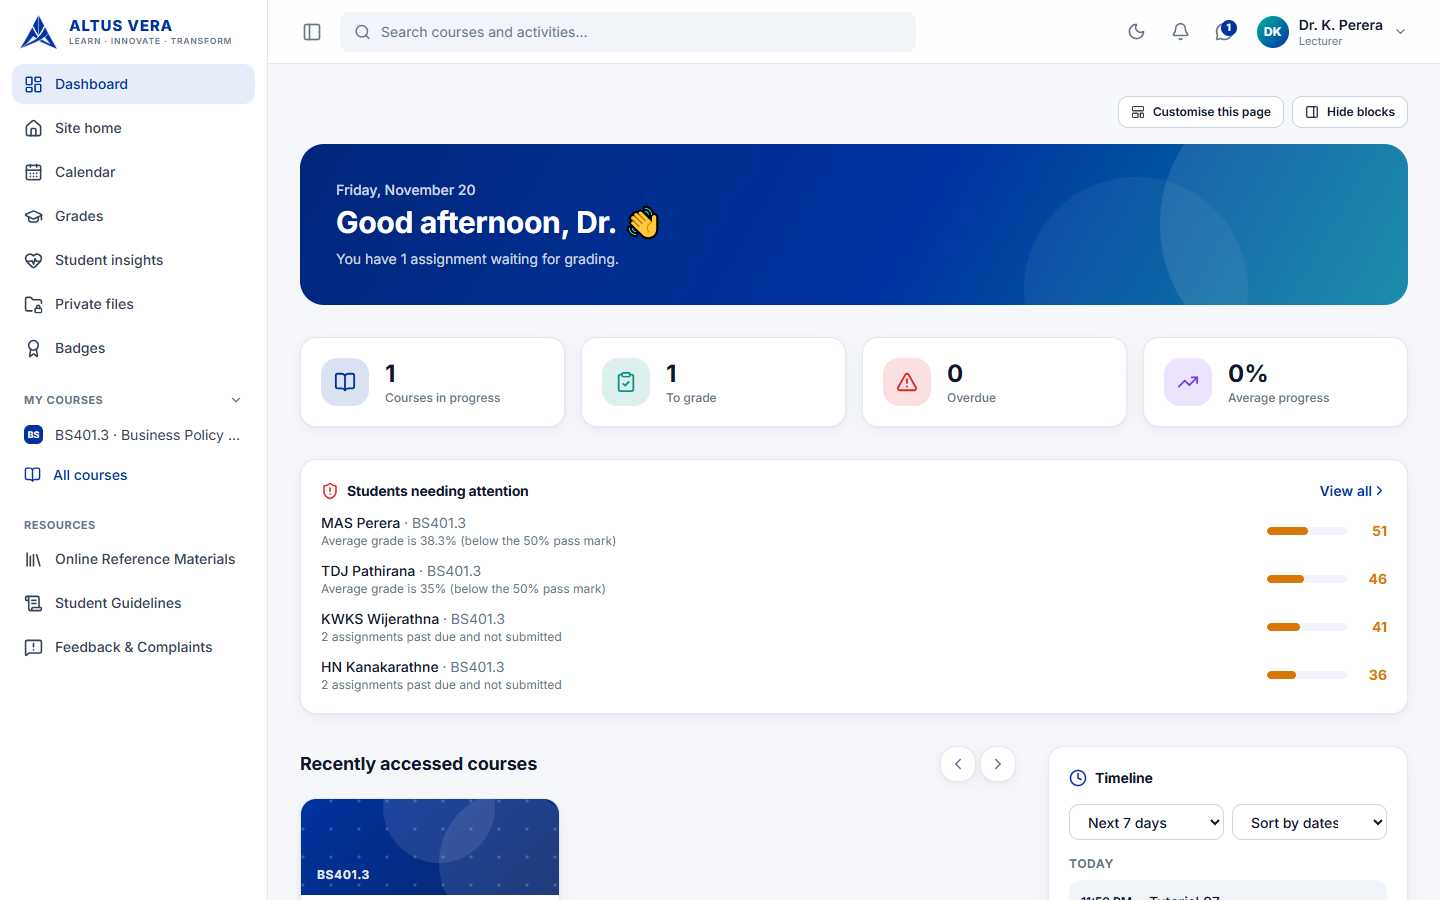 ALTUS VERA
LEARN · INNOVATE · TRANSFORM
Dashboard
Site home
Calendar
Grades
Student insights
Private files
Badges
MY COURSES
BS
BS401.3 · Business Policy ...
All courses
RESOURCES
Online Reference Materials
Student Guidelines
Feedback & Complaints
Search courses and activities...
1
DK
Dr. K. Perera
Lecturer
Customise this page
Hide blocks
Friday, November 20
Good afternoon, Dr. 👋
You have 1 assignment waiting for grading.
1
Courses in progress
1
To grade
0
Overdue
0%
Average progress
Students needing attention
View all
MAS Perera · BS401.3
Average grade is 38.3% (below the 50% pass mark)
51
TDJ Pathirana · BS401.3
Average grade is 35% (below the 50% pass mark)
46
KWKS Wijerathna · BS401.3
2 assignments past due and not submitted
41
HN Kanakarathne · BS401.3
2 assignments past due and not submitted
36
Recently accessed courses
BS401.3
Timeline
Next 7 days
Sort by dates
TODAY